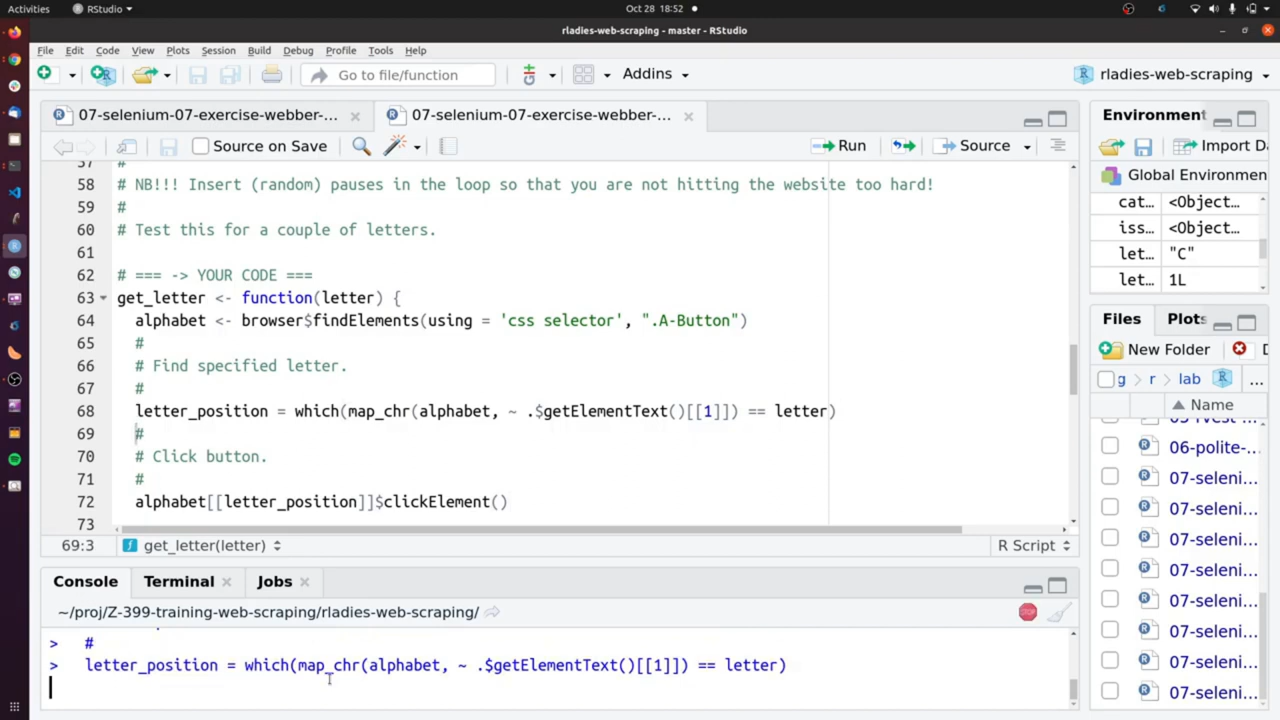 Activities RStudio Oct 28 18:52
rladies-web-scraping - master - RStudio
File Edit Code View Plots Session Build Debug Profile Tools Help
Go to file/function Addins rladies-web-scraping
07-selenium-07-exercise-webber-... 07-selenium-07-exercise-webber-...
Source on Save Run Source
57 #
58 # NB!!! Insert (random) pauses in the loop so that you are not hitting the website too hard!
59 #
60 # Test this for a couple of letters.
61
62 # === -> YOUR CODE ===
63 get_letter <- function(letter) {
64 alphabet <- browser$findElements(using = 'css selector', ".A-Button")
65 #
66 # Find specified letter.
67 #
68 letter_position = which(map_chr(alphabet, ~ .$getElementText()[[1]]) == letter)
69 #
70 # Click button.
71 #
72 alphabet[[letter_position]]$clickElement()
73
69:3 get_letter(letter) R Script
Console Terminal Jobs
~/proj/Z-399-training-web-scraping/rladies-web-scraping/
> #
> letter_position = which(map_chr(alphabet, ~ .$getElementText()[[1]]) == letter)
Environment
Import Da
Global Environment
cat… <Object…
iss… <Object…
let… "C"
let… 1L
Files Plots
New Folder D
g r lab ...
Name
06-polite-...
07-seleni...
07-seleni...
07-seleni...
07-seleni...
07-seleni...
07-seleni...
07-seleni...
07-seleni...